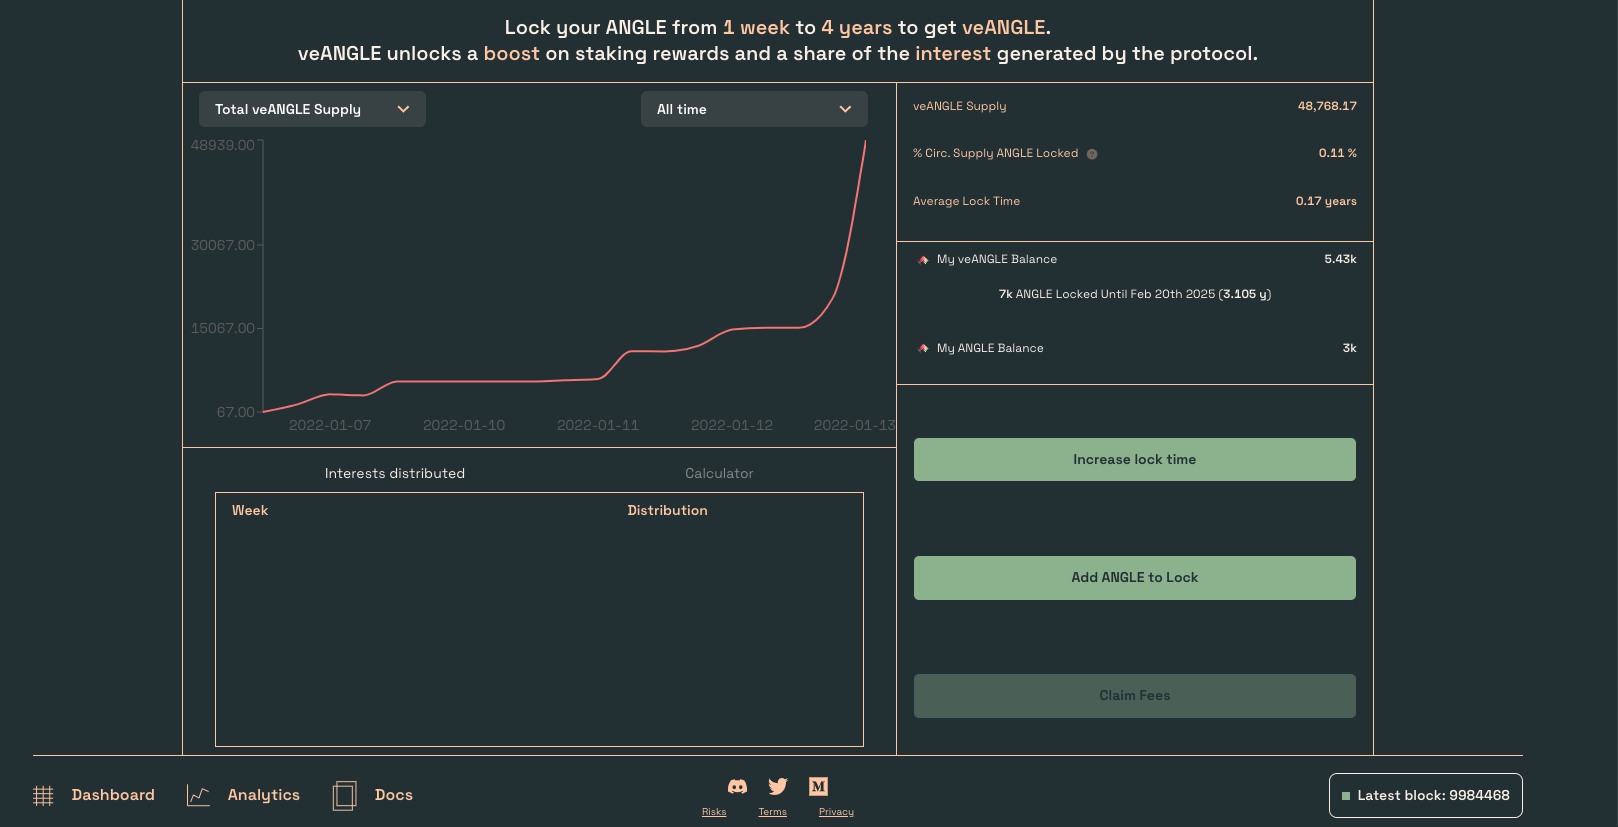 Lock your ANGLE from 1 week to 4 years to get veANGLE.
veANGLE unlocks a boost on staking rewards and a share of the interest generated by the protocol.
Total veANGLE Supply
All time
48939.00
30067.00
15067.00
67.00
2022-01-07
2022-01-10
2022-01-11
2022-01-12
2022-01-13
Interests distributed
Calculator
Week
Distribution
veANGLE Supply
48,768.17
% Circ. Supply ANGLE Locked ?
0.11 %
Average Lock Time
0.17 years
My veANGLE Balance
5.43k
7k ANGLE Locked Until Feb 20th 2025 (3.105 y)
My ANGLE Balance
3k
Increase lock time
Add ANGLE to Lock
Claim Fees
Dashboard
Analytics
Docs
M
Risks
Terms
Privacy
Latest block: 9984468